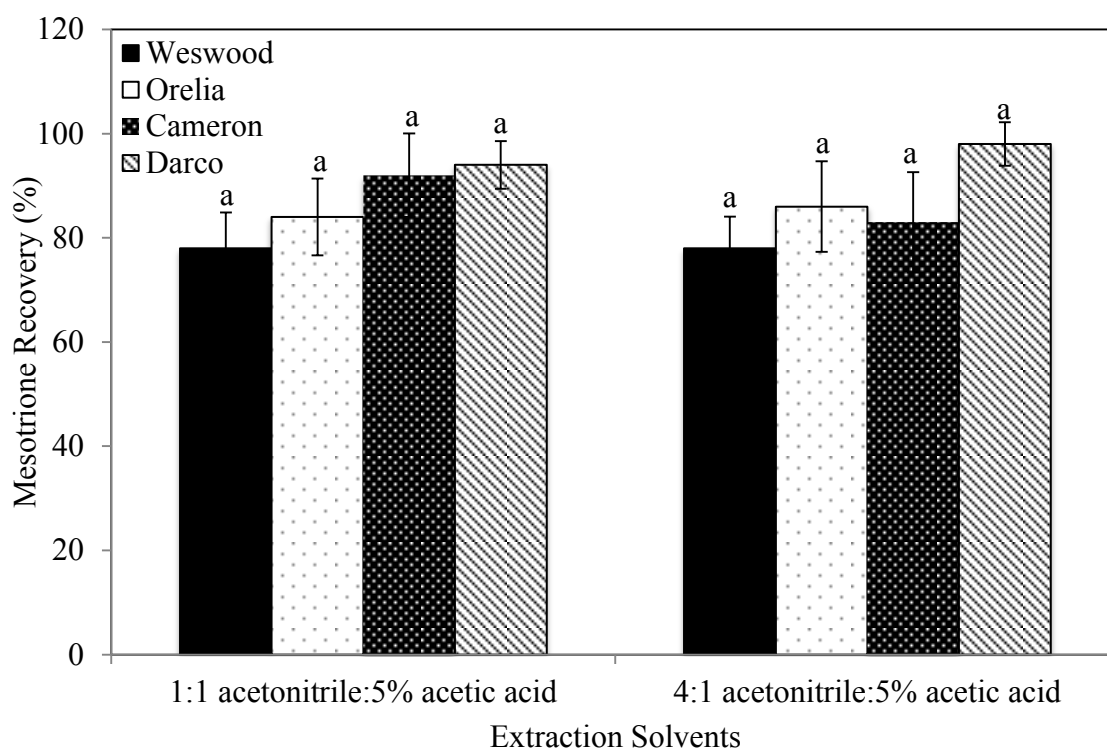 120
100
80
60
40
20
0
Mesotrione Recovery (%)
Weswood
Orelia
Cameron
Darco
a
a
a
a
a
a
a
a
1:1 acetonitrile:5% acetic acid
4:1 acetonitrile:5% acetic acid
Extraction Solvents